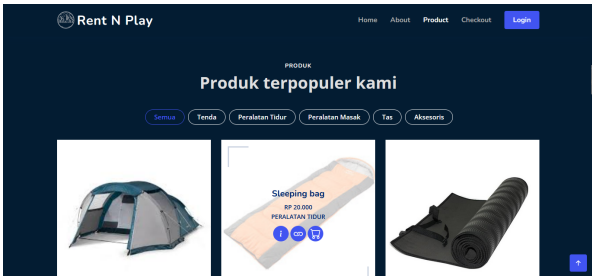 Rent N Play
Home About Product Checkout Login
PRODUK
Produk terpopuler kami
Semua Tenda Peralatan Tidur Peralatan Masak Tas Aksesoris
Sleeping bag
RP 20.000
PERALATAN TIDUR